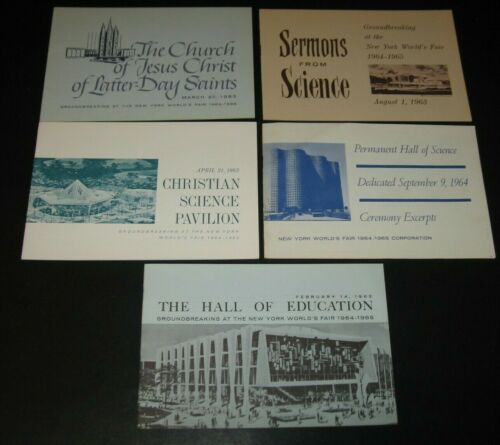 The Church
of Jesus Christ
of Latter-Day Saints
MARCH 27, 1963
GROUNDBREAKING AT THE NEW YORK WORLD'S FAIR 1964-1965
Sermons
FROM
Science
Groundbreaking
at the
New York World's Fair
1964-1965
August 1, 1963
APRIL 21, 1963
CHRISTIAN
SCIENCE
PAVILION
GROUNDBREAKING AT THE NEW YORK
WORLD'S FAIR 1964-1965
Permanent Hall of Science
Dedicated September 9, 1964
Ceremony Excerpts
NEW YORK WORLD'S FAIR 1964-1965 CORPORATION
FEBRUARY 14, 1963
THE HALL OF EDUCATION
GROUNDBREAKING AT THE NEW YORK WORLD'S FAIR 1964-1965